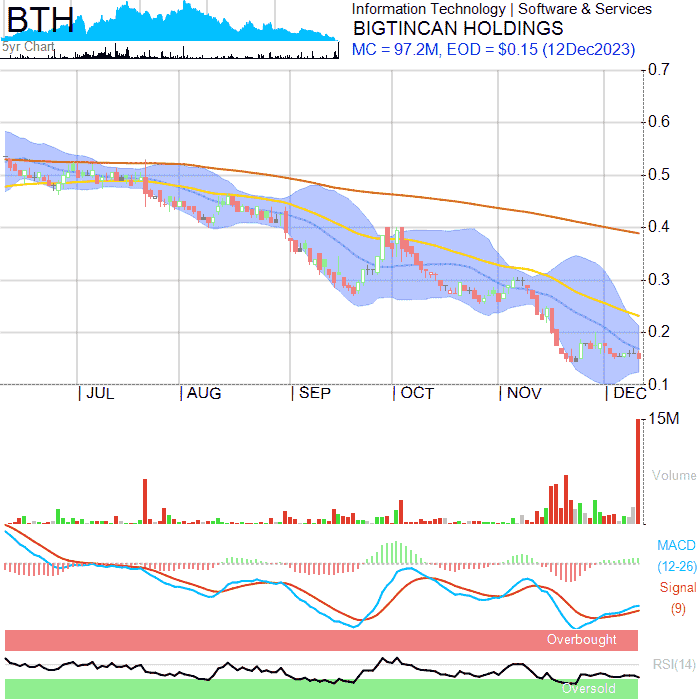 BTH
5yr Chart
Information Technology | Software & Services
BIGTINCAN HOLDINGS
MC = 97.2M, EOD = $0.15 (12Dec2023)
0.7
0.6
0.5
0.4
0.3
0.2
0.1
JUL
AUG
SEP
OCT
NOV
DEC
15M
Volume
MACD
(12-26)
Signal
(9)
Overbought
RSI(14)
Oversold